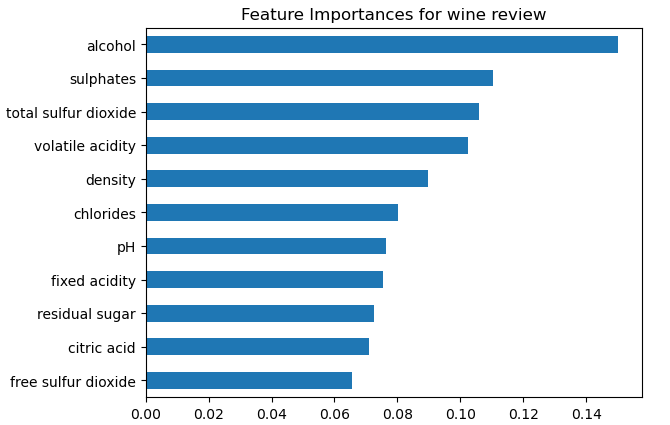 Feature Importances for wine review
alcohol
sulphates
total sulfur dioxide
volatile acidity
density
chlorides
pH
fixed acidity
residual sugar
citric acid
free sulfur dioxide
0.00 0.02 0.04 0.06 0.08 0.10 0.12 0.14